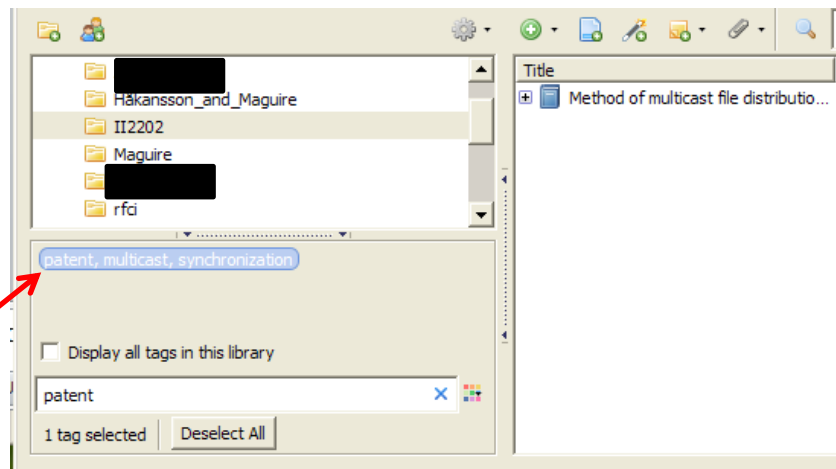 Håkansson_and_Maguire
II2202
Maguire
rfci
patent, multicast, synchronization
Display all tags in this library
patent
1 tag selected
Deselect All
Title
Method of multicast file distributio...